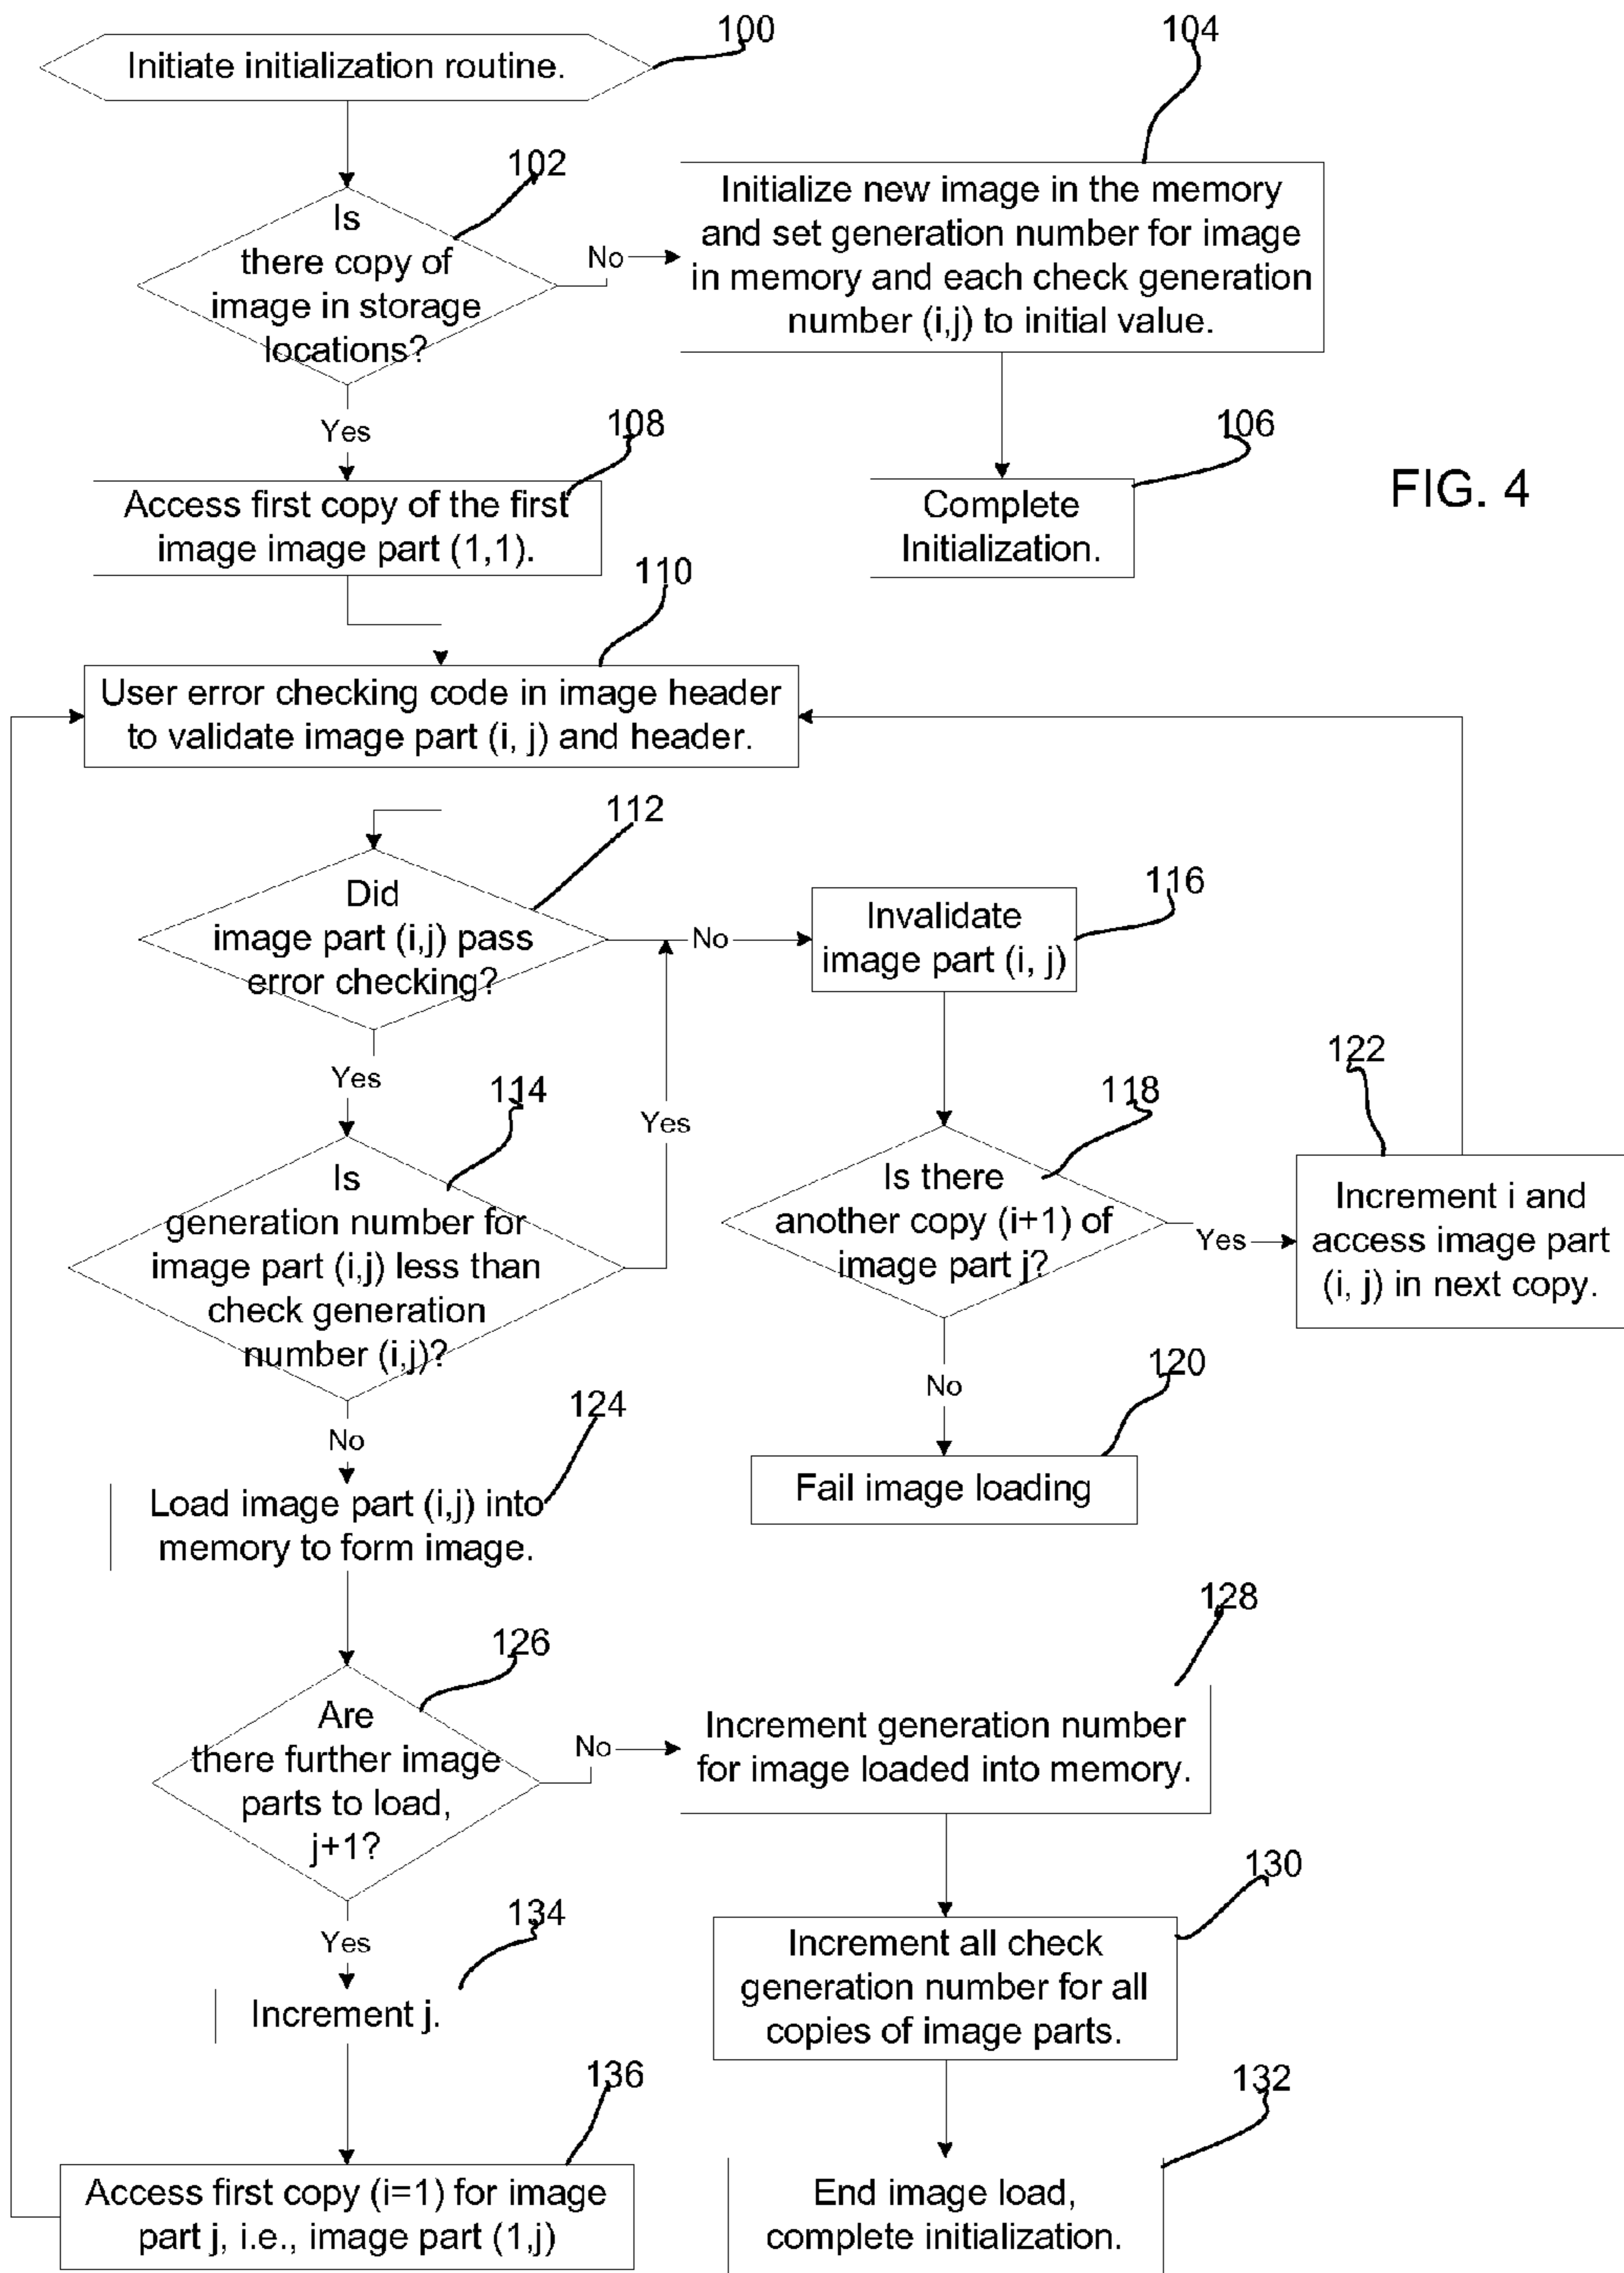 100
Initiate initialization routine.
104
102
Is
there copy of
image in storage
locations?
No
Initialize new image in the memory
and set generation number for image
in memory and each check generation
number (i,j) to initial value.
Yes
108
106
FIG. 4
Access first copy of the first
image image part (1,1).
Complete
Initialization.
110
User error checking code in image header
to validate image part (i, j) and header.
112
Did
image part (i,j) pass
error checking?
No
116
Invalidate
image part (i, j)
Yes
114
Yes
118
122
Is
generation number for
image part (i,j) less than
check generation
number (i,j)?
Is there
another copy (i+1) of
image part j?
Yes
Increment i and
access image part
(i, j) in next copy.
No
120
Fail image loading
No
124
Load image part (i,j) into
memory to form image.
128
126
Are
there further image
parts to load,
j+1?
No
Increment generation number
for image loaded into memory.
130
Yes
134
Increment j.
Increment all check
generation number for all
copies of image parts.
136
132
Access first copy (i=1) for image
part j, i.e., image part (1,j)
End image load,
complete initialization.